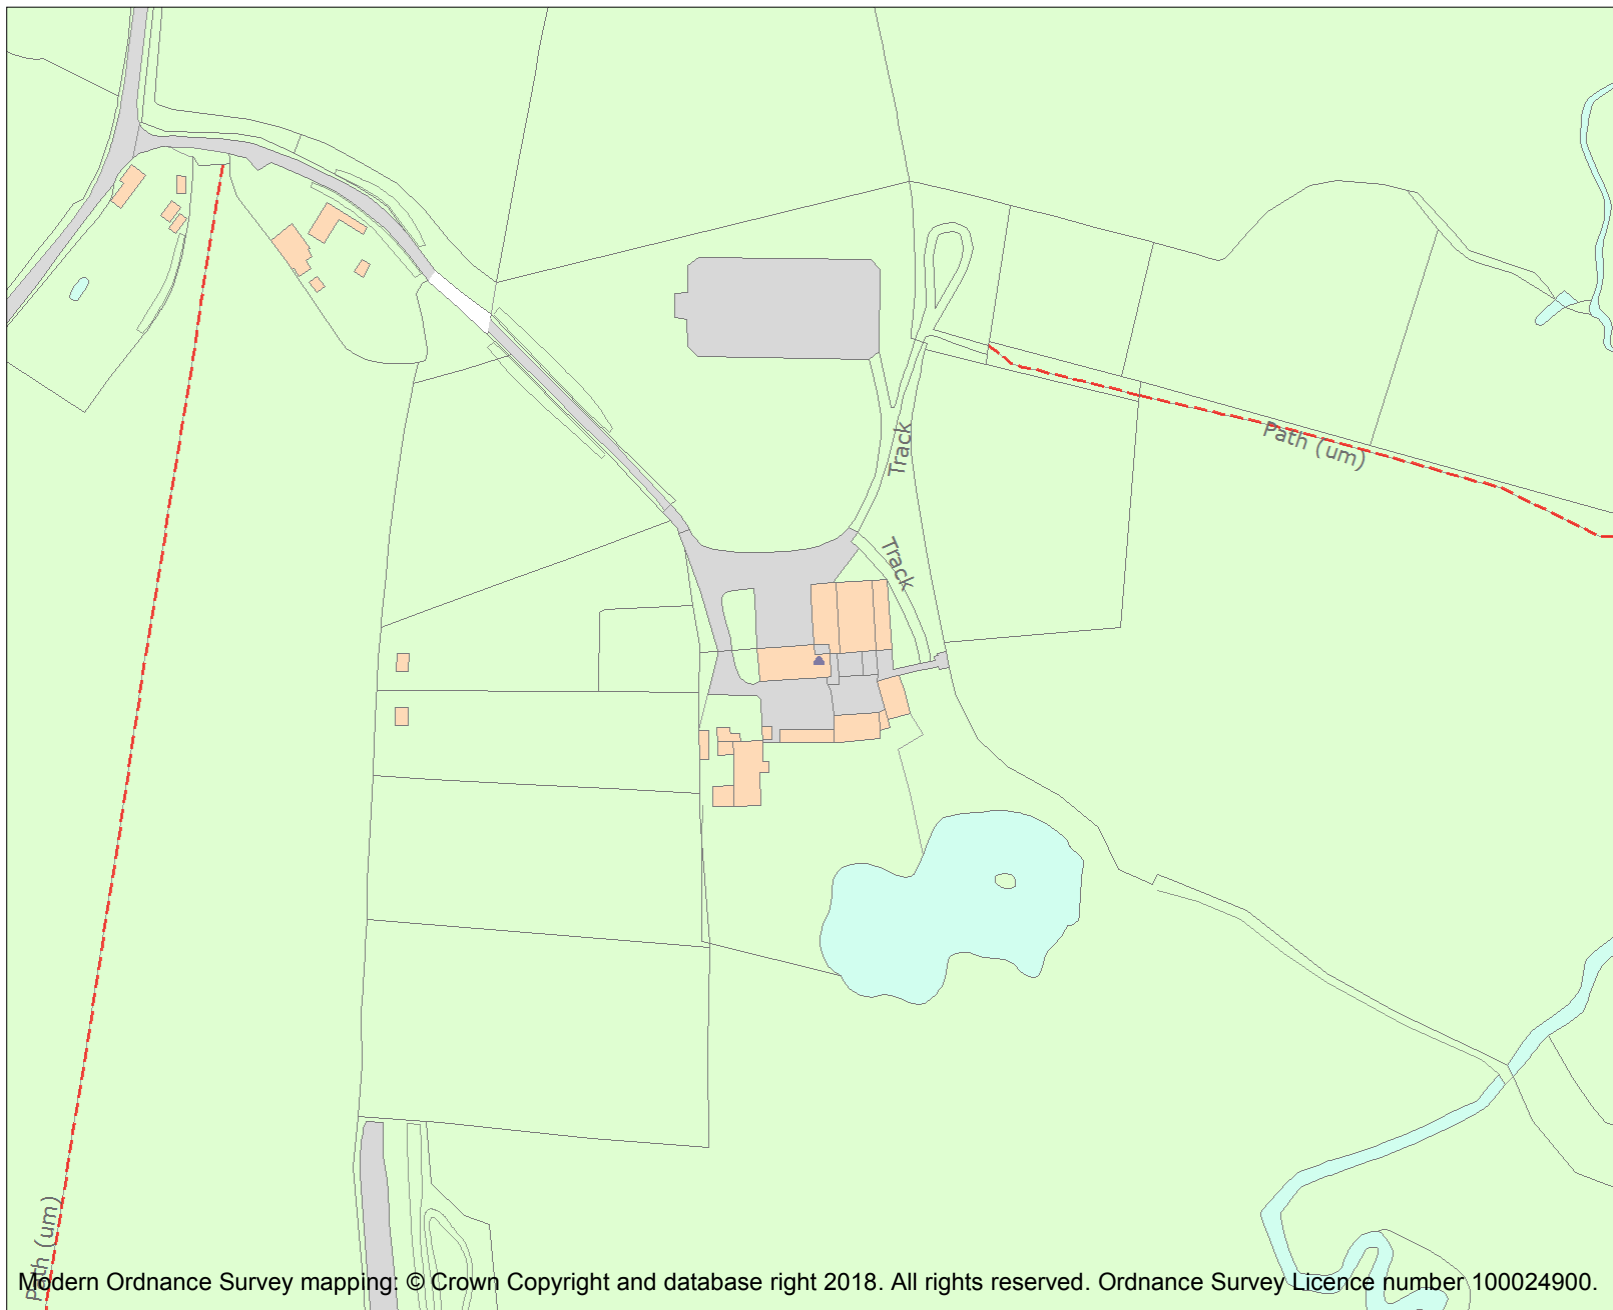 Path (um)
Track
Track
Path (um)
Modern Ordnance Survey mapping: © Crown Copyright and database right 2018. All rights reserved. Ordnance Survey Licence number 100024900.